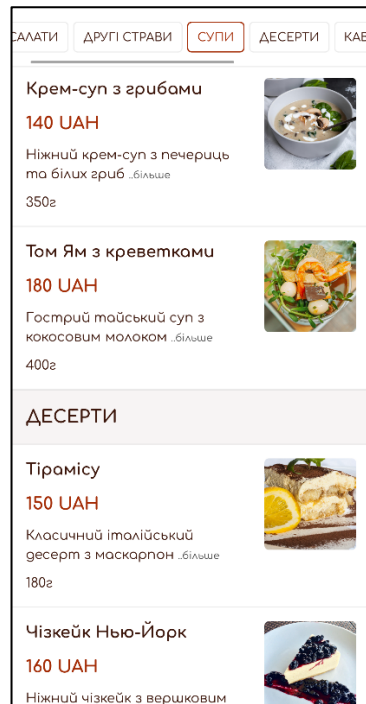 САЛАТИ ДРУГІ СТРАВИ СУПИ ДЕСЕРТИ КАВ
Крем-суп з грибами
140 UAH
Ніжний крем-суп з печериць
та білих гриб ..більше
350г
Том Ям з креветками
180 UAH
Гострий тайський суп з
кокосовим молоком ..більше
400г
ДЕСЕРТИ
Тірамісу
150 UAH
Класичний італійський
десерт з маскарпон ..більше
180г
Чізкейк Нью-Йорк
160 UAH
Ніжний чізкейк з вершковим